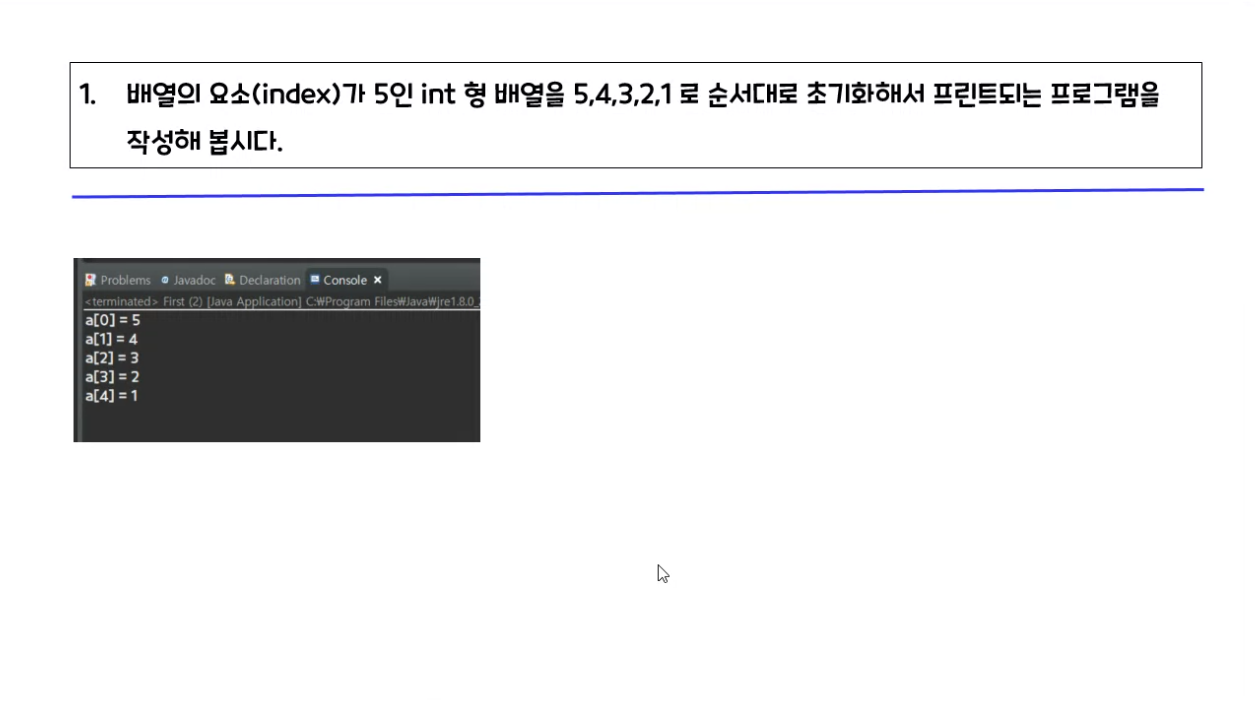 1. 배열의 요소(index)가 5인 int 형 배열을 5,4,3,2,1 로 순서대로 초기화해서 프린트되는 프로그램을
작성해 봅시다.
Problems Javadoc Declaration Console
<terminated> First (2) [Java Application] C:₩Program Files₩Java₩jre1.8.0_
a[0] = 5
a[1] = 4
a[2] = 3
a[3] = 2
a[4] = 1